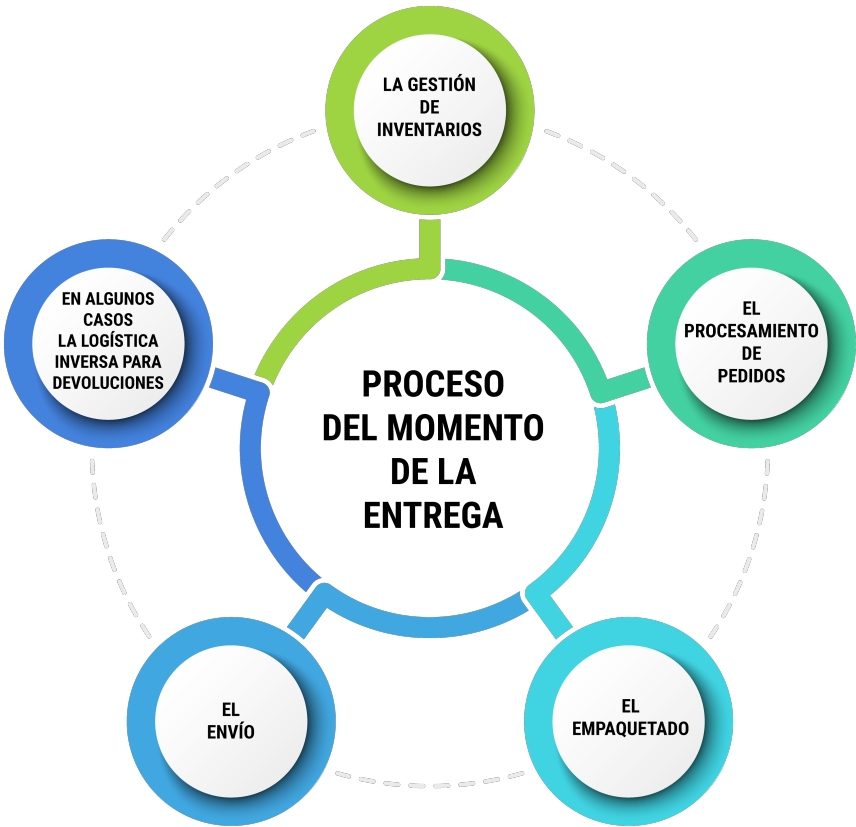 LA GESTIÓN
DE
INVENTARIOS
EL
PROCESAMIENTO
DE
PEDIDOS
EL
EMPAQUETADO
EL
ENVÍO
EN ALGUNOS
CASOS
LA LOGÍSTICA
INVERSA PARA
DEVOLUCIONES
PROCESO
DEL MOMENTO
DE LA
ENTREGA